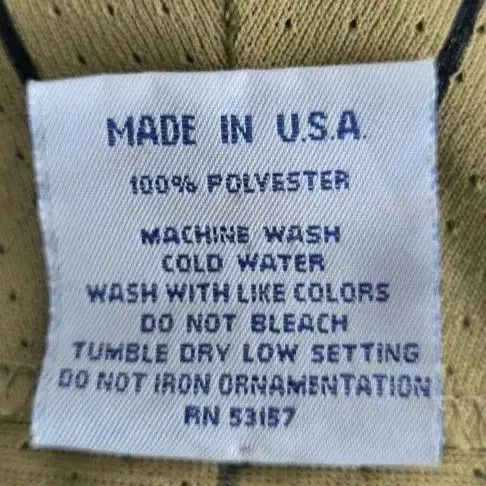 MADE IN U.S.A.
100% POLYESTER
MACHINE WASH
COLD WATER
WASH WITH LIKE COLORS
DO NOT BLEACH
TUMBLE DRY LOW SETTING
DO NOT IRON ORNAMENTATION
RN 53157